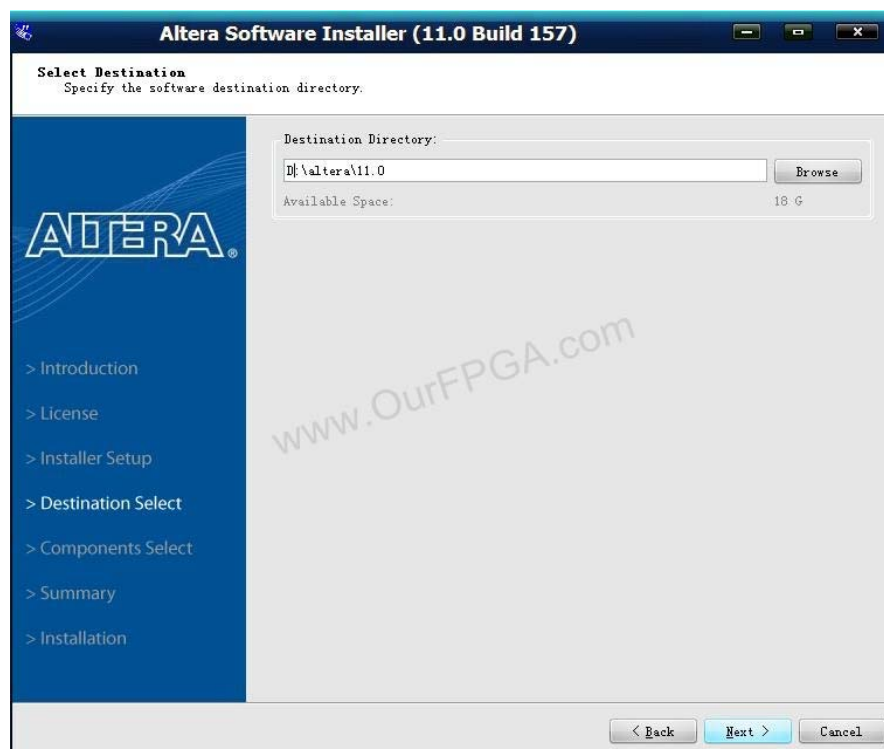 Altera Software Installer (11.0 Build 157)
Select Destination
Specify the software destination directory.
Destination Directory:
D:\altera\11.0
Browse
Available Space:
18 G
ALTERA®
www.OurFPGA.com
> Introduction
> License
> Installer Setup
> Destination Select
> Components Select
> Summary
> Installation
< Back
Next >
Cancel